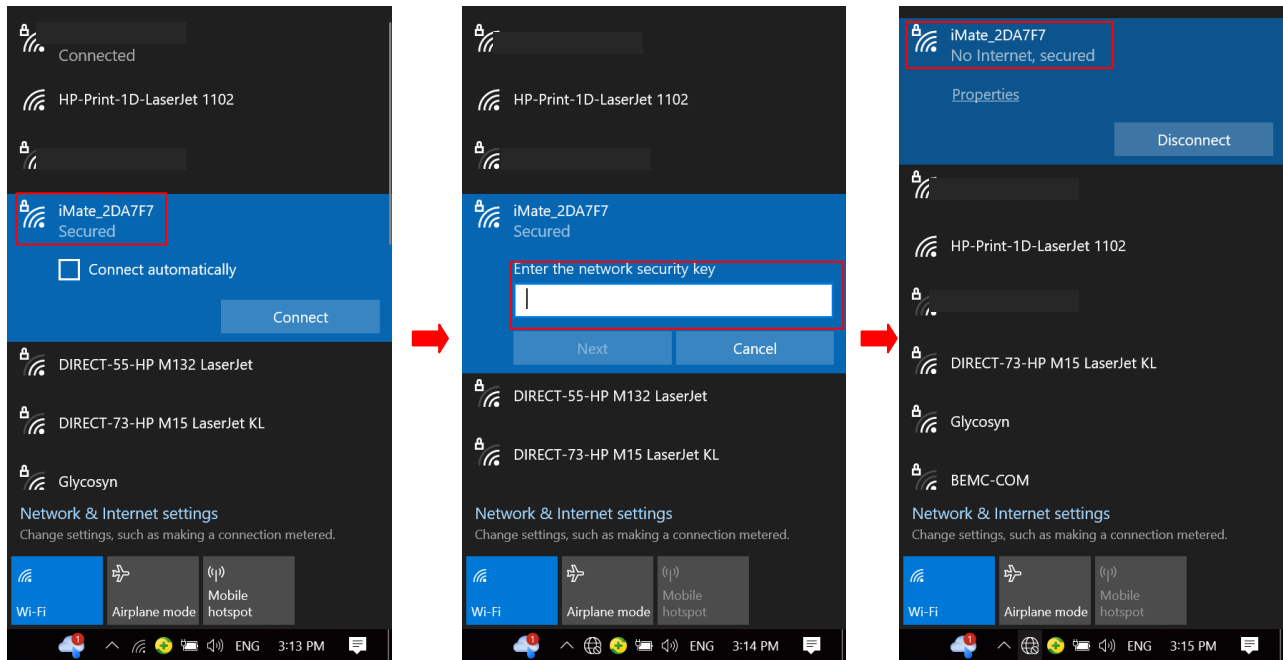 Connected
HP-Print-1D-LaserJet 1102
iMate_2DA7F7
Secured
Connect automatically
Connect
DIRECT-55-HP M132 LaserJet
DIRECT-73-HP M15 LaserJet KL
Glycosyn
Network & Internet settings
Change settings, such as making a connection metered.
Wi-Fi
Airplane mode
Mobile
hotspot
1
ENG
3:13 PM
HP-Print-1D-LaserJet 1102
iMate_2DA7F7
Secured
Enter the network security key
Next
Cancel
DIRECT-55-HP M132 LaserJet
DIRECT-73-HP M15 LaserJet KL
Network & Internet settings
Change settings, such as making a connection metered.
Wi-Fi
Airplane mode
Mobile
hotspot
1
ENG
3:14 PM
iMate_2DA7F7
No Internet, secured
Properties
Disconnect
HP-Print-1D-LaserJet 1102
DIRECT-73-HP M15 LaserJet KL
Glycosyn
BEMC-COM
Network & Internet settings
Change settings, such as making a connection metered.
Wi-Fi
Airplane mode
Mobile
hotspot
1
ENG
3:15 PM